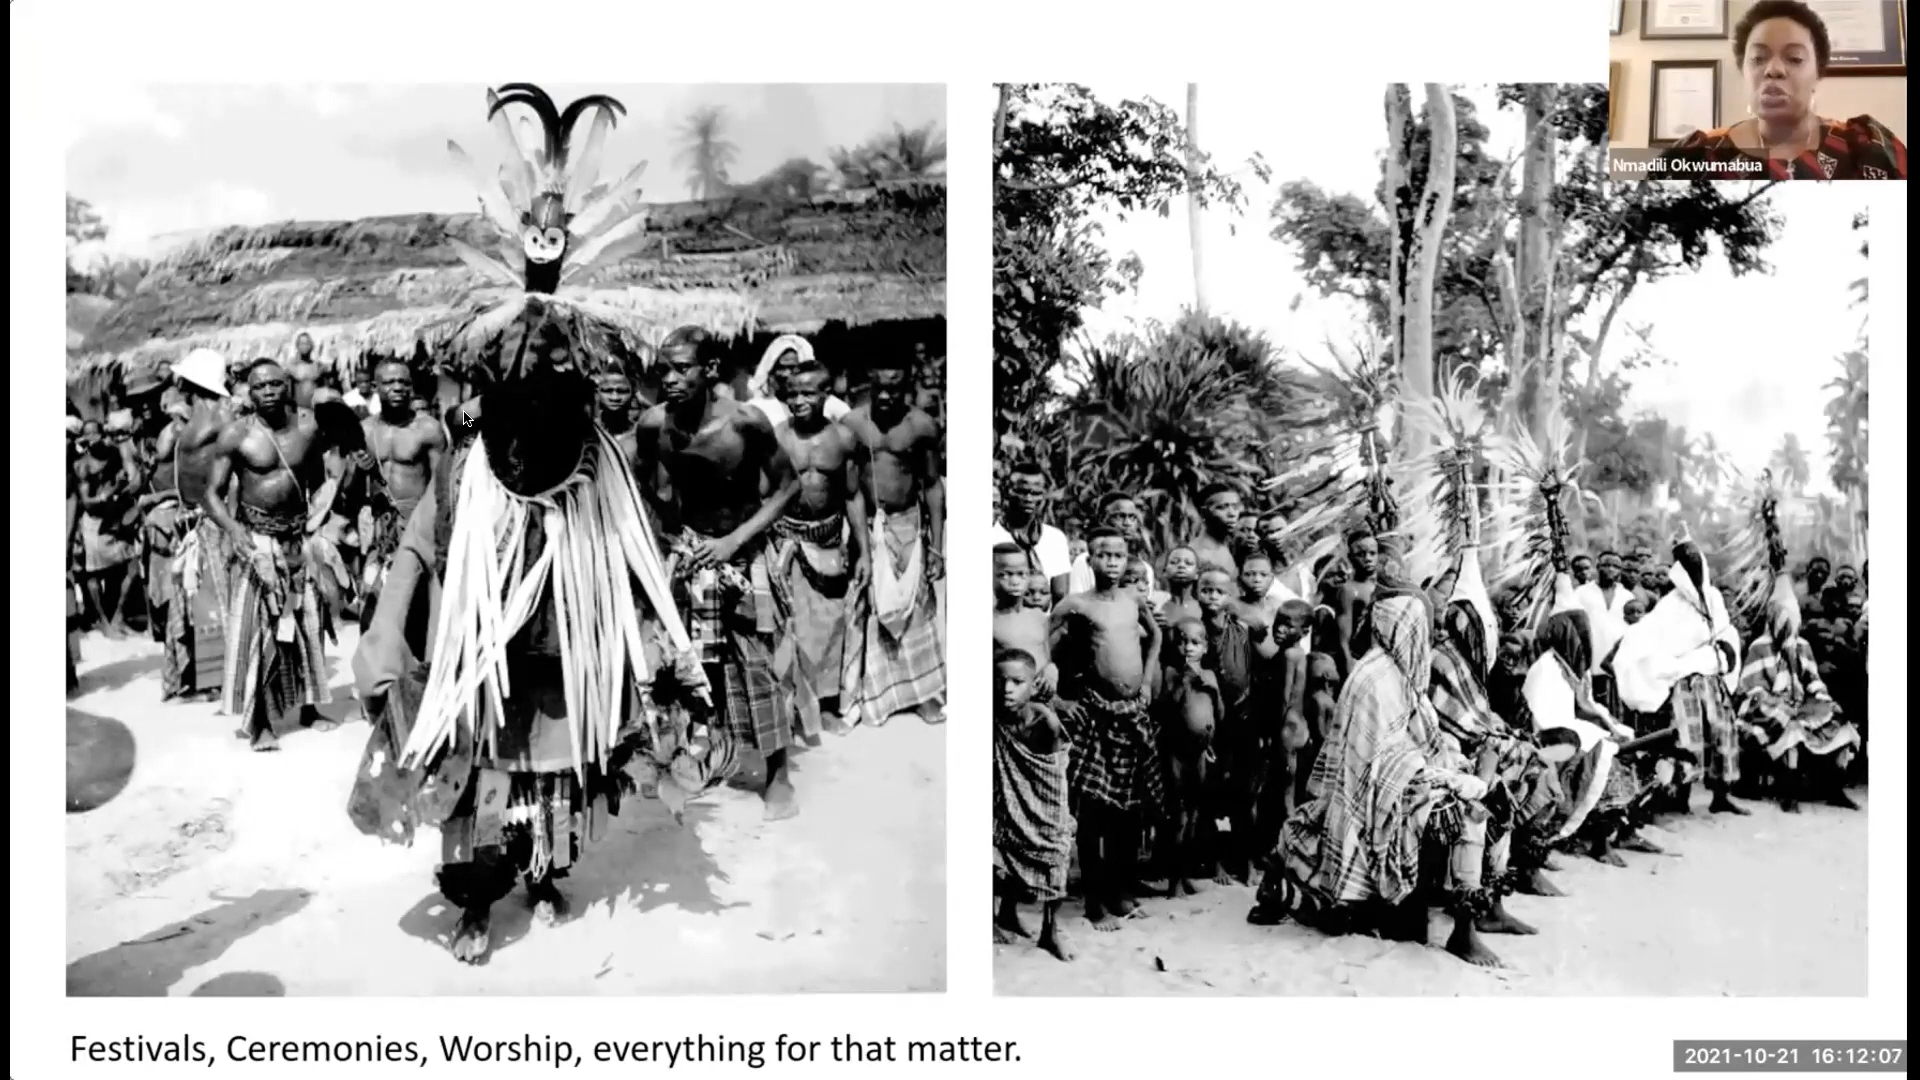 Nmadili Okwumabua
Festivals, Ceremonies, Worship, everything for that matter.
2021-10-21 16:12:07